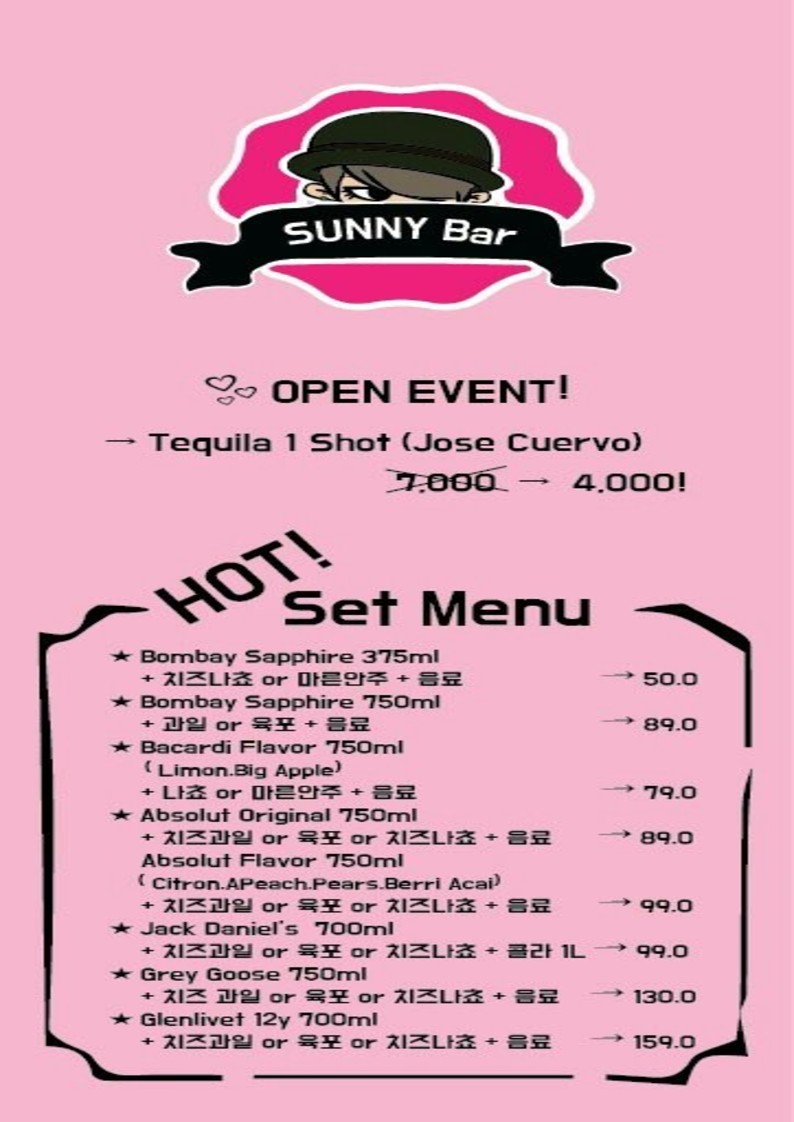 SUNNY Bar
OPEN EVENT!
→ Tequila 1 Shot (Jose Cuervo)
7,000 → 4,000!
HOT!
Set Menu
★ Bombay Sapphire 375ml
+ 치즈나쵸 or 마른안주 + 음료 → 50.0
★ Bombay Sapphire 750ml
+ 과일 or 육포 + 음료 → 89.0
★ Bacardi Flavor 750ml
( Limon.Big Apple)
+ 나쵸 or 마른안주 + 음료 → 79.0
★ Absolut Original 750ml
+ 치즈과일 or 육포 or 치즈나쵸 + 음료 → 89.0
Absolut Flavor 750ml
( Citron.APeach.Pears.Berri Acai)
+ 치즈과일 or 육포 or 치즈나쵸 + 음료 → 99.0
★ Jack Daniel's 700ml
+ 치즈과일 or 육포 or 치즈나쵸 + 콜라 1L → 99.0
★ Grey Goose 750ml
+ 치즈 과일 or 육포 or 치즈나쵸 + 음료 → 130.0
★ Glenlivet 12y 700ml
+ 치즈과일 or 육포 or 치즈나쵸 + 음료 → 159.0